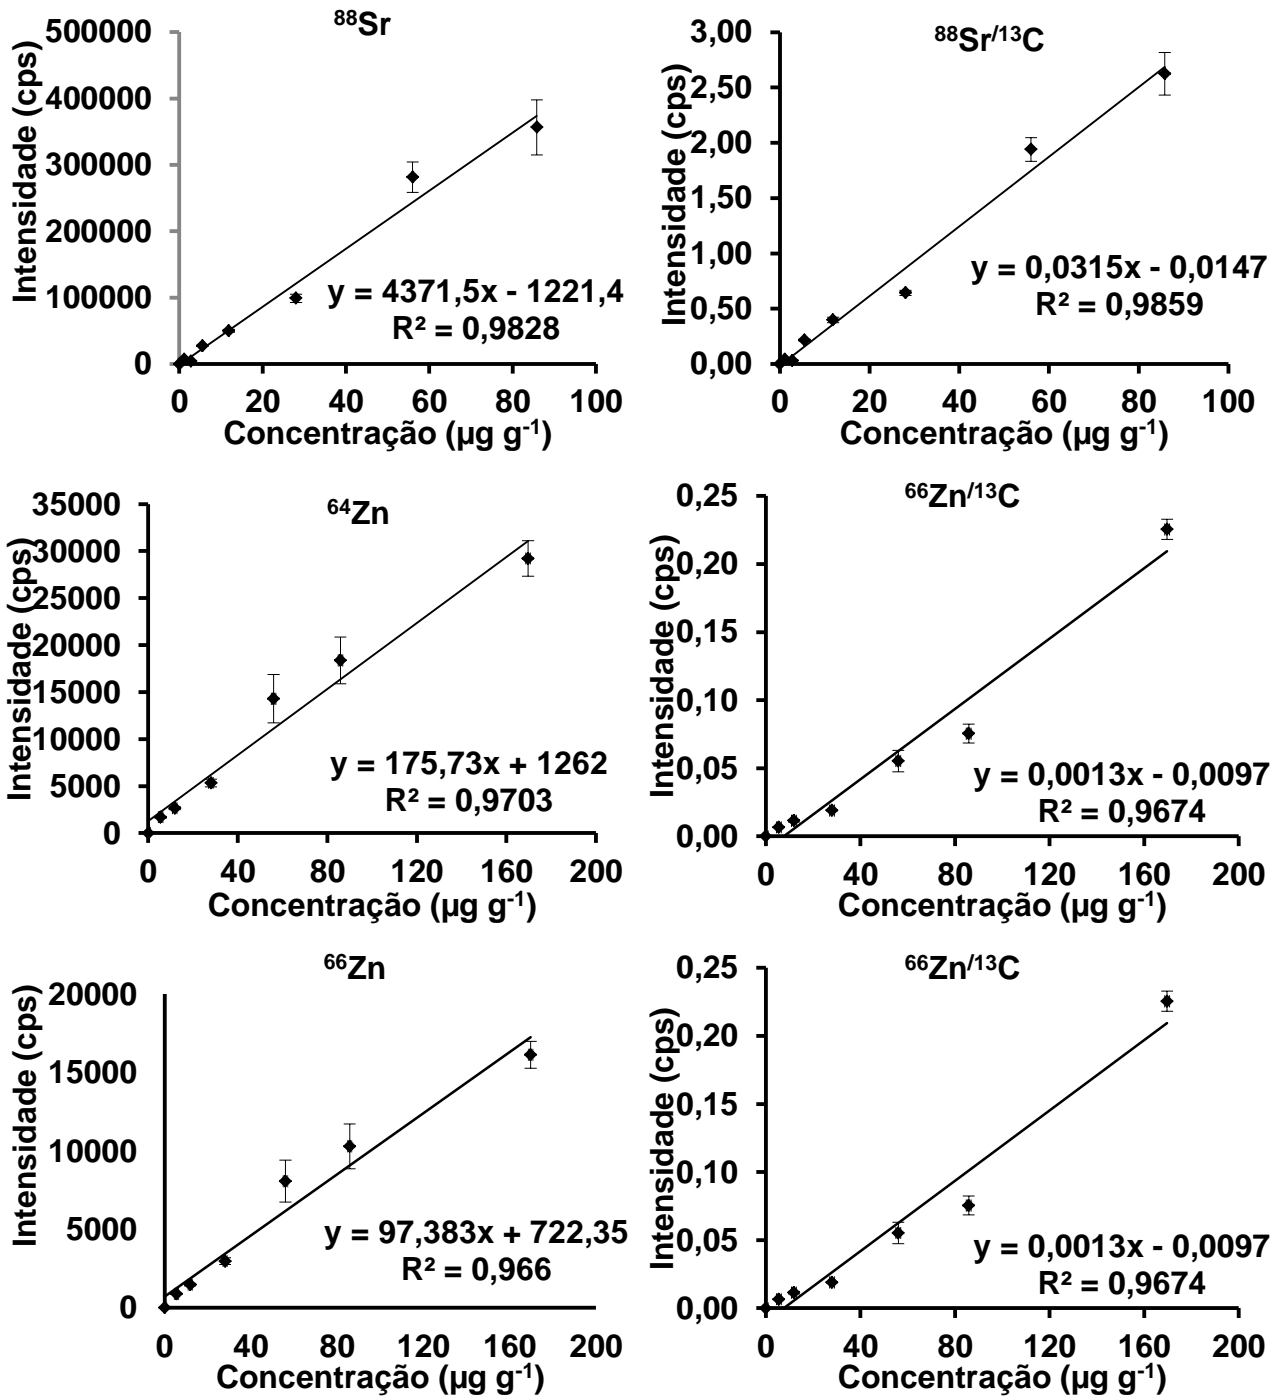 ⁸⁸Sr
500000
400000
300000
200000
100000
0
Intensidade (cps)
y = 4371,5x - 1221,4
R² = 0,9828
0 20 40 60 80 100
Concentração (µg g⁻¹)
⁸⁸Sr/¹³C
3,00
2,50
2,00
1,50
1,00
0,50
0,00
Intensidade (cps)
y = 0,0315x - 0,0147
R² = 0,9859
0 20 40 60 80 100
Concentração (µg g⁻¹)
⁶⁴Zn
35000
30000
25000
20000
15000
10000
5000
0
Intensidade (cps)
y = 175,73x + 1262
R² = 0,9703
0 40 80 120 160 200
Concentração (µg g⁻¹)
⁶⁶Zn/¹³C
0,25
0,20
0,15
0,10
0,05
0,00
Intensidade (cps)
y = 0,0013x - 0,0097
R² = 0,9674
0 40 80 120 160 200
Concentração (µg g⁻¹)
⁶⁶Zn
20000
15000
10000
5000
0
Intensidade (cps)
y = 97,383x + 722,35
R² = 0,966
0 40 80 120 160 200
Concentração (µg g⁻¹)
⁶⁶Zn/¹³C
0,25
0,20
0,15
0,10
0,05
0,00
Intensidade (cps)
y = 0,0013x - 0,0097
R² = 0,9674
0 40 80 120 160 200
Concentração (µg g⁻¹)